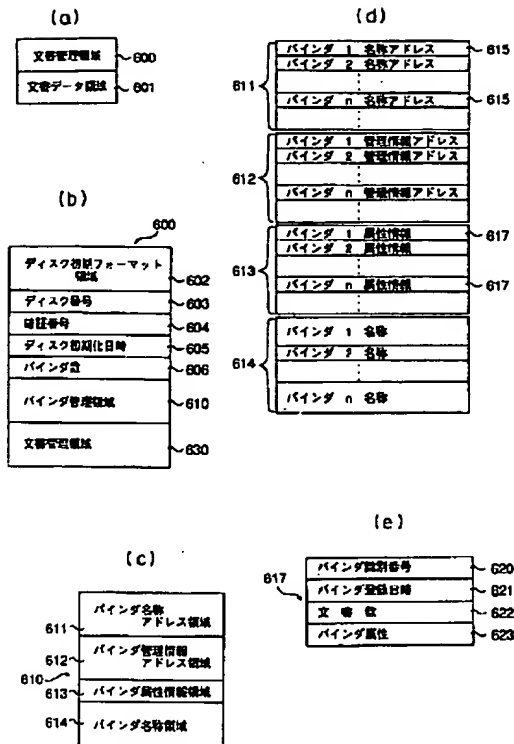 (a)
文書管理領域 600
文書データ領域 601
(b)
600
ディスク初期フォーマット
領域 602
ディスク番号 603
暗証番号 604
ディスク初期化日時 605
バインダ数 606
バインダ管理領域 610
文書管理領域 630
(c)
バインダ名称
アドレス領域
611
バインダ管理情報
アドレス領域
612
610
613 バインダ属性情報領域
614 バインダ名称領域
(d)
バインダ 1 名称アドレス 615
バインダ 2 名称アドレス
611
バインダ n 名称アドレス 615
バインダ 1 管理情報アドレス
バインダ 2 管理情報アドレス
612
バインダ n 管理情報アドレス
バインダ 1 属性情報 617
バインダ 2 属性情報
613
バインダ n 属性情報 617
バインダ 1 名称
バインダ 2 名称
614
バインダ n 名称
(e)
617
バインダ識別番号 620
バインダ登録日時 621
文書数 622
バインダ属性 623